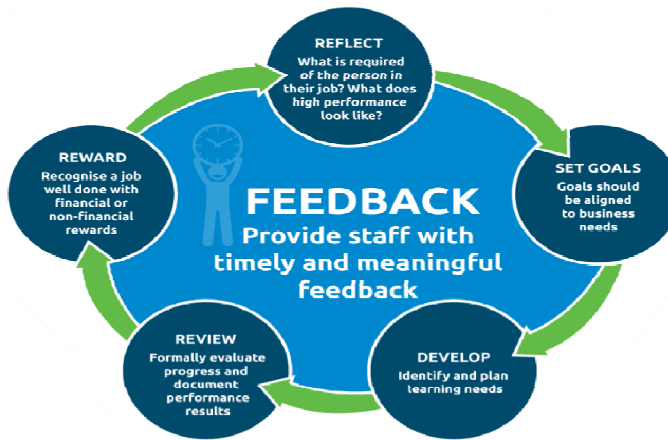 REFLECT
What is required
of the person in
their job? What does
high performance
look like?
SET GOALS
Goals should
be aligned
to business
needs
DEVELOP
Identify and plan
learning needs
REVIEW
Formally evaluate
progress and
document
performance
results
REWARD
Recognise a job
well done with
financial or
non-financial
rewards
FEEDBACK
Provide staff with
timely and meaningful
feedback